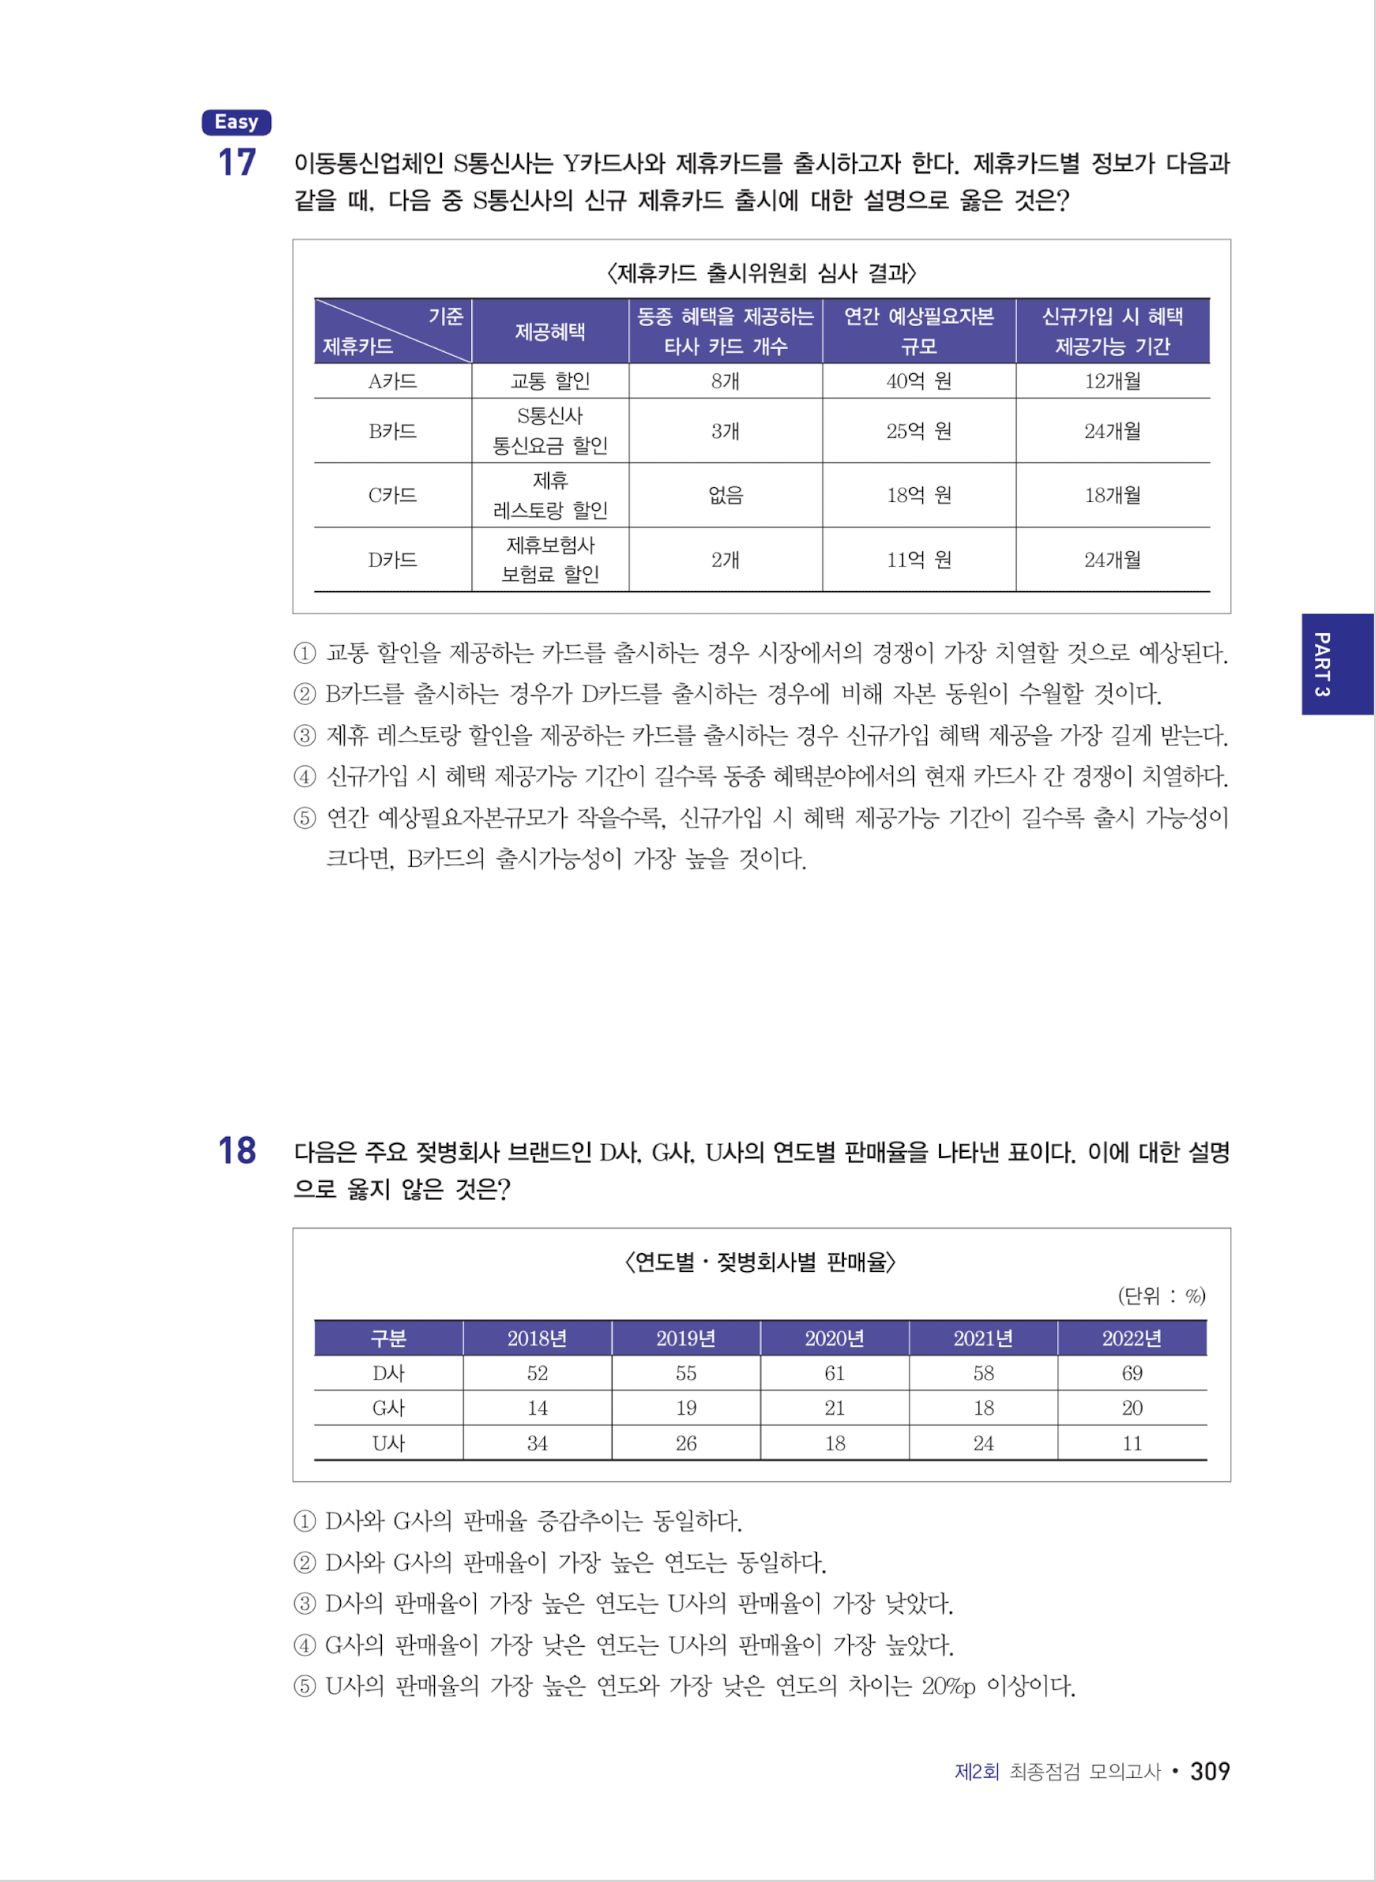 Easy
17 이동통신업체인 S통신사는 Y카드사와 제휴카드를 출시하고자 한다. 제휴카드별 정보가 다음과
같을 때, 다음 중 S통신사의 신규 제휴카드 출시에 대한 설명으로 옳은 것은?
〈제휴카드 출시위원회 심사 결과〉
기준
제휴카드
제공혜택
동종 혜택을 제공하는
타사 카드 개수
연간 예상필요자본
규모
신규가입 시 혜택
제공가능 기간
A카드 교통 할인 8개 40억 원 12개월
B카드 S통신사
통신요금 할인 3개 25억 원 24개월
C카드 제휴
레스토랑 할인 없음 18억 원 18개월
D카드 제휴보험사
보험료 할인 2개 11억 원 24개월
① 교통 할인을 제공하는 카드를 출시하는 경우 시장에서의 경쟁이 가장 치열할 것으로 예상된다.
② B카드를 출시하는 경우가 D카드를 출시하는 경우에 비해 자본 동원이 수월할 것이다.
③ 제휴 레스토랑 할인을 제공하는 카드를 출시하는 경우 신규가입 혜택 제공을 가장 길게 받는다.
④ 신규가입 시 혜택 제공가능 기간이 길수록 동종 혜택분야에서의 현재 카드사 간 경쟁이 치열하다.
⑤ 연간 예상필요자본규모가 작을수록, 신규가입 시 혜택 제공가능 기간이 길수록 출시 가능성이
크다면, B카드의 출시가능성이 가장 높을 것이다.
PART 3
18 다음은 주요 젖병회사 브랜드인 D사, G사, U사의 연도별 판매율을 나타낸 표이다. 이에 대한 설명
으로 옳지 않은 것은?
〈연도별 · 젖병회사별 판매율〉
(단위 : %)
구분 2018년 2019년 2020년 2021년 2022년
D사 52 55 61 58 69
G사 14 19 21 18 20
U사 34 26 18 24 11
① D사와 G사의 판매율 증감추이는 동일하다.
② D사와 G사의 판매율이 가장 높은 연도는 동일하다.
③ D사의 판매율이 가장 높은 연도는 U사의 판매율이 가장 낮았다.
④ G사의 판매율이 가장 낮은 연도는 U사의 판매율이 가장 높았다.
⑤ U사의 판매율의 가장 높은 연도와 가장 낮은 연도의 차이는 20%p 이상이다.
제2회 최종점검 모의고사 • 309